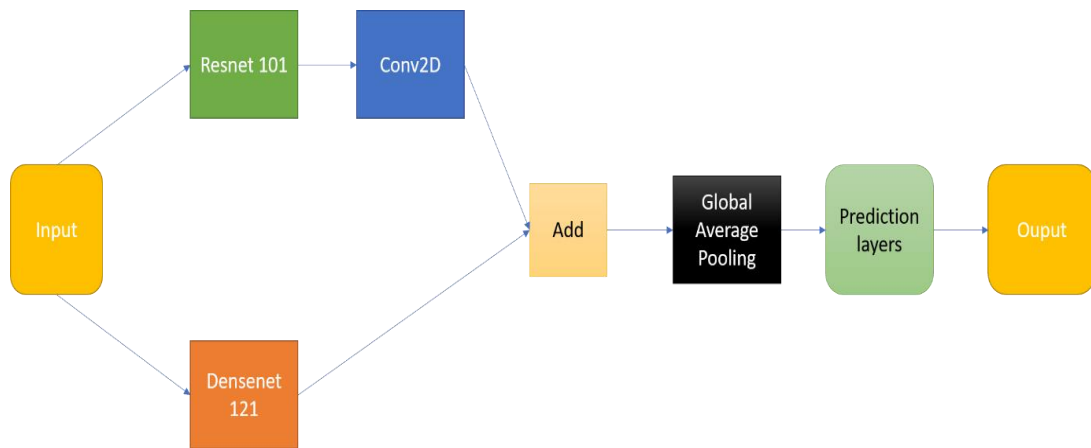 Resnet 101
Conv2D
Input
Add
Global
Average
Pooling
Prediction
layers
Ouput
Densenet
121